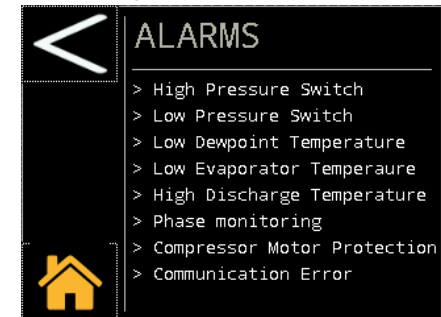 ALARMS
> High Pressure Switch
> Low Pressure Switch
> Low Dewpoint Temperature
> Low Evaporator Temperaure
> High Discharge Temperature
> Phase monitoring
> Compressor Motor Protection
> Communication Error